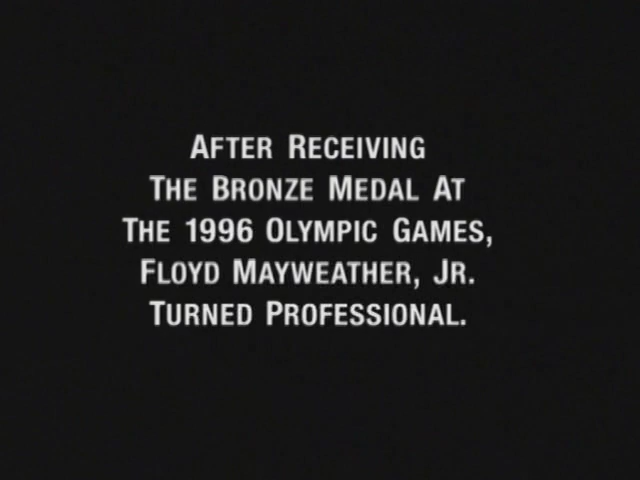 AFTER RECEIVING
THE BRONZE MEDAL AT
THE 1996 OLYMPIC GAMES,
FLOYD MAYWEATHER, JR.
TURNED PROFESSIONAL.